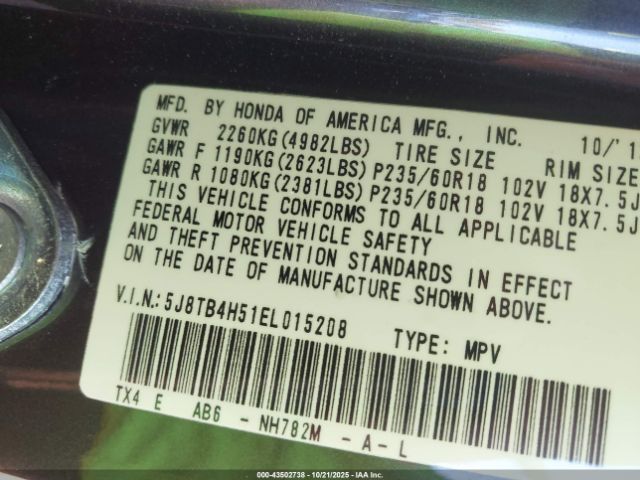 MFD. BY HONDA OF AMERICA MFG., INC. 10/'1
GVWR 2260KG(4982LBS) TIRE SIZE RIM SIZE
GAWR F 1190KG(2623LBS) P235/60R18 102V 18X7.5J
GAWR R 1080KG(2381LBS) P235/60R18 102V 18X7.5J
THIS VEHICLE CONFORMS TO ALL APPLICABLE
FEDERAL MOTOR VEHICLE SAFETY
AND THEFT PREVENTION STANDARDS IN EFFECT
ON THE DATE OF MANUFACTURE SHOWN ABOVE.
V.I.N.: 5J8TB4H51EL015208 TYPE: MPV
TX4 E AB6 - NH782M - A - L
000-43502738 - 10/21/2025 - IAA Inc.